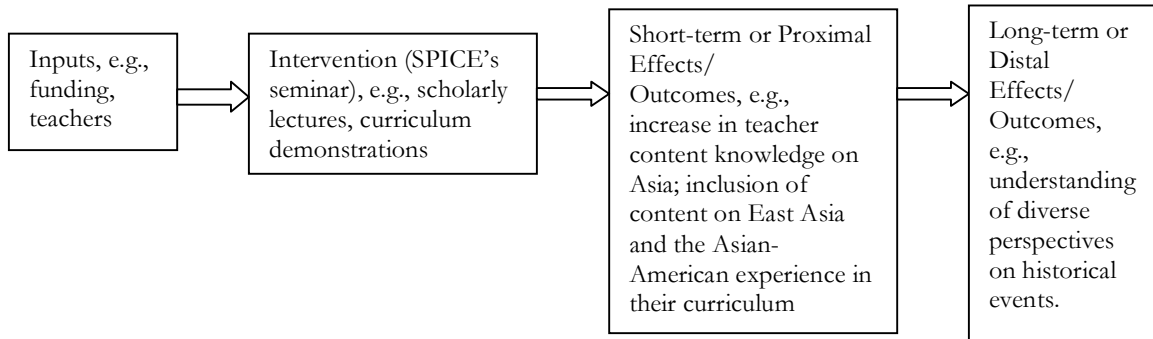 Inputs, e.g.,
funding,
teachers
Intervention (SPICE's
seminar), e.g., scholarly
lectures, curriculum
demonstrations
Short-term or Proximal
Effects/
Outcomes, e.g.,
increase in teacher
content knowledge on
Asia; inclusion of
content on East Asia
and the Asian-
American experience in
their curriculum
Long-term or
Distal
Effects/
Outcomes,
e.g.,
understanding
of diverse
perspectives
on historical
events.